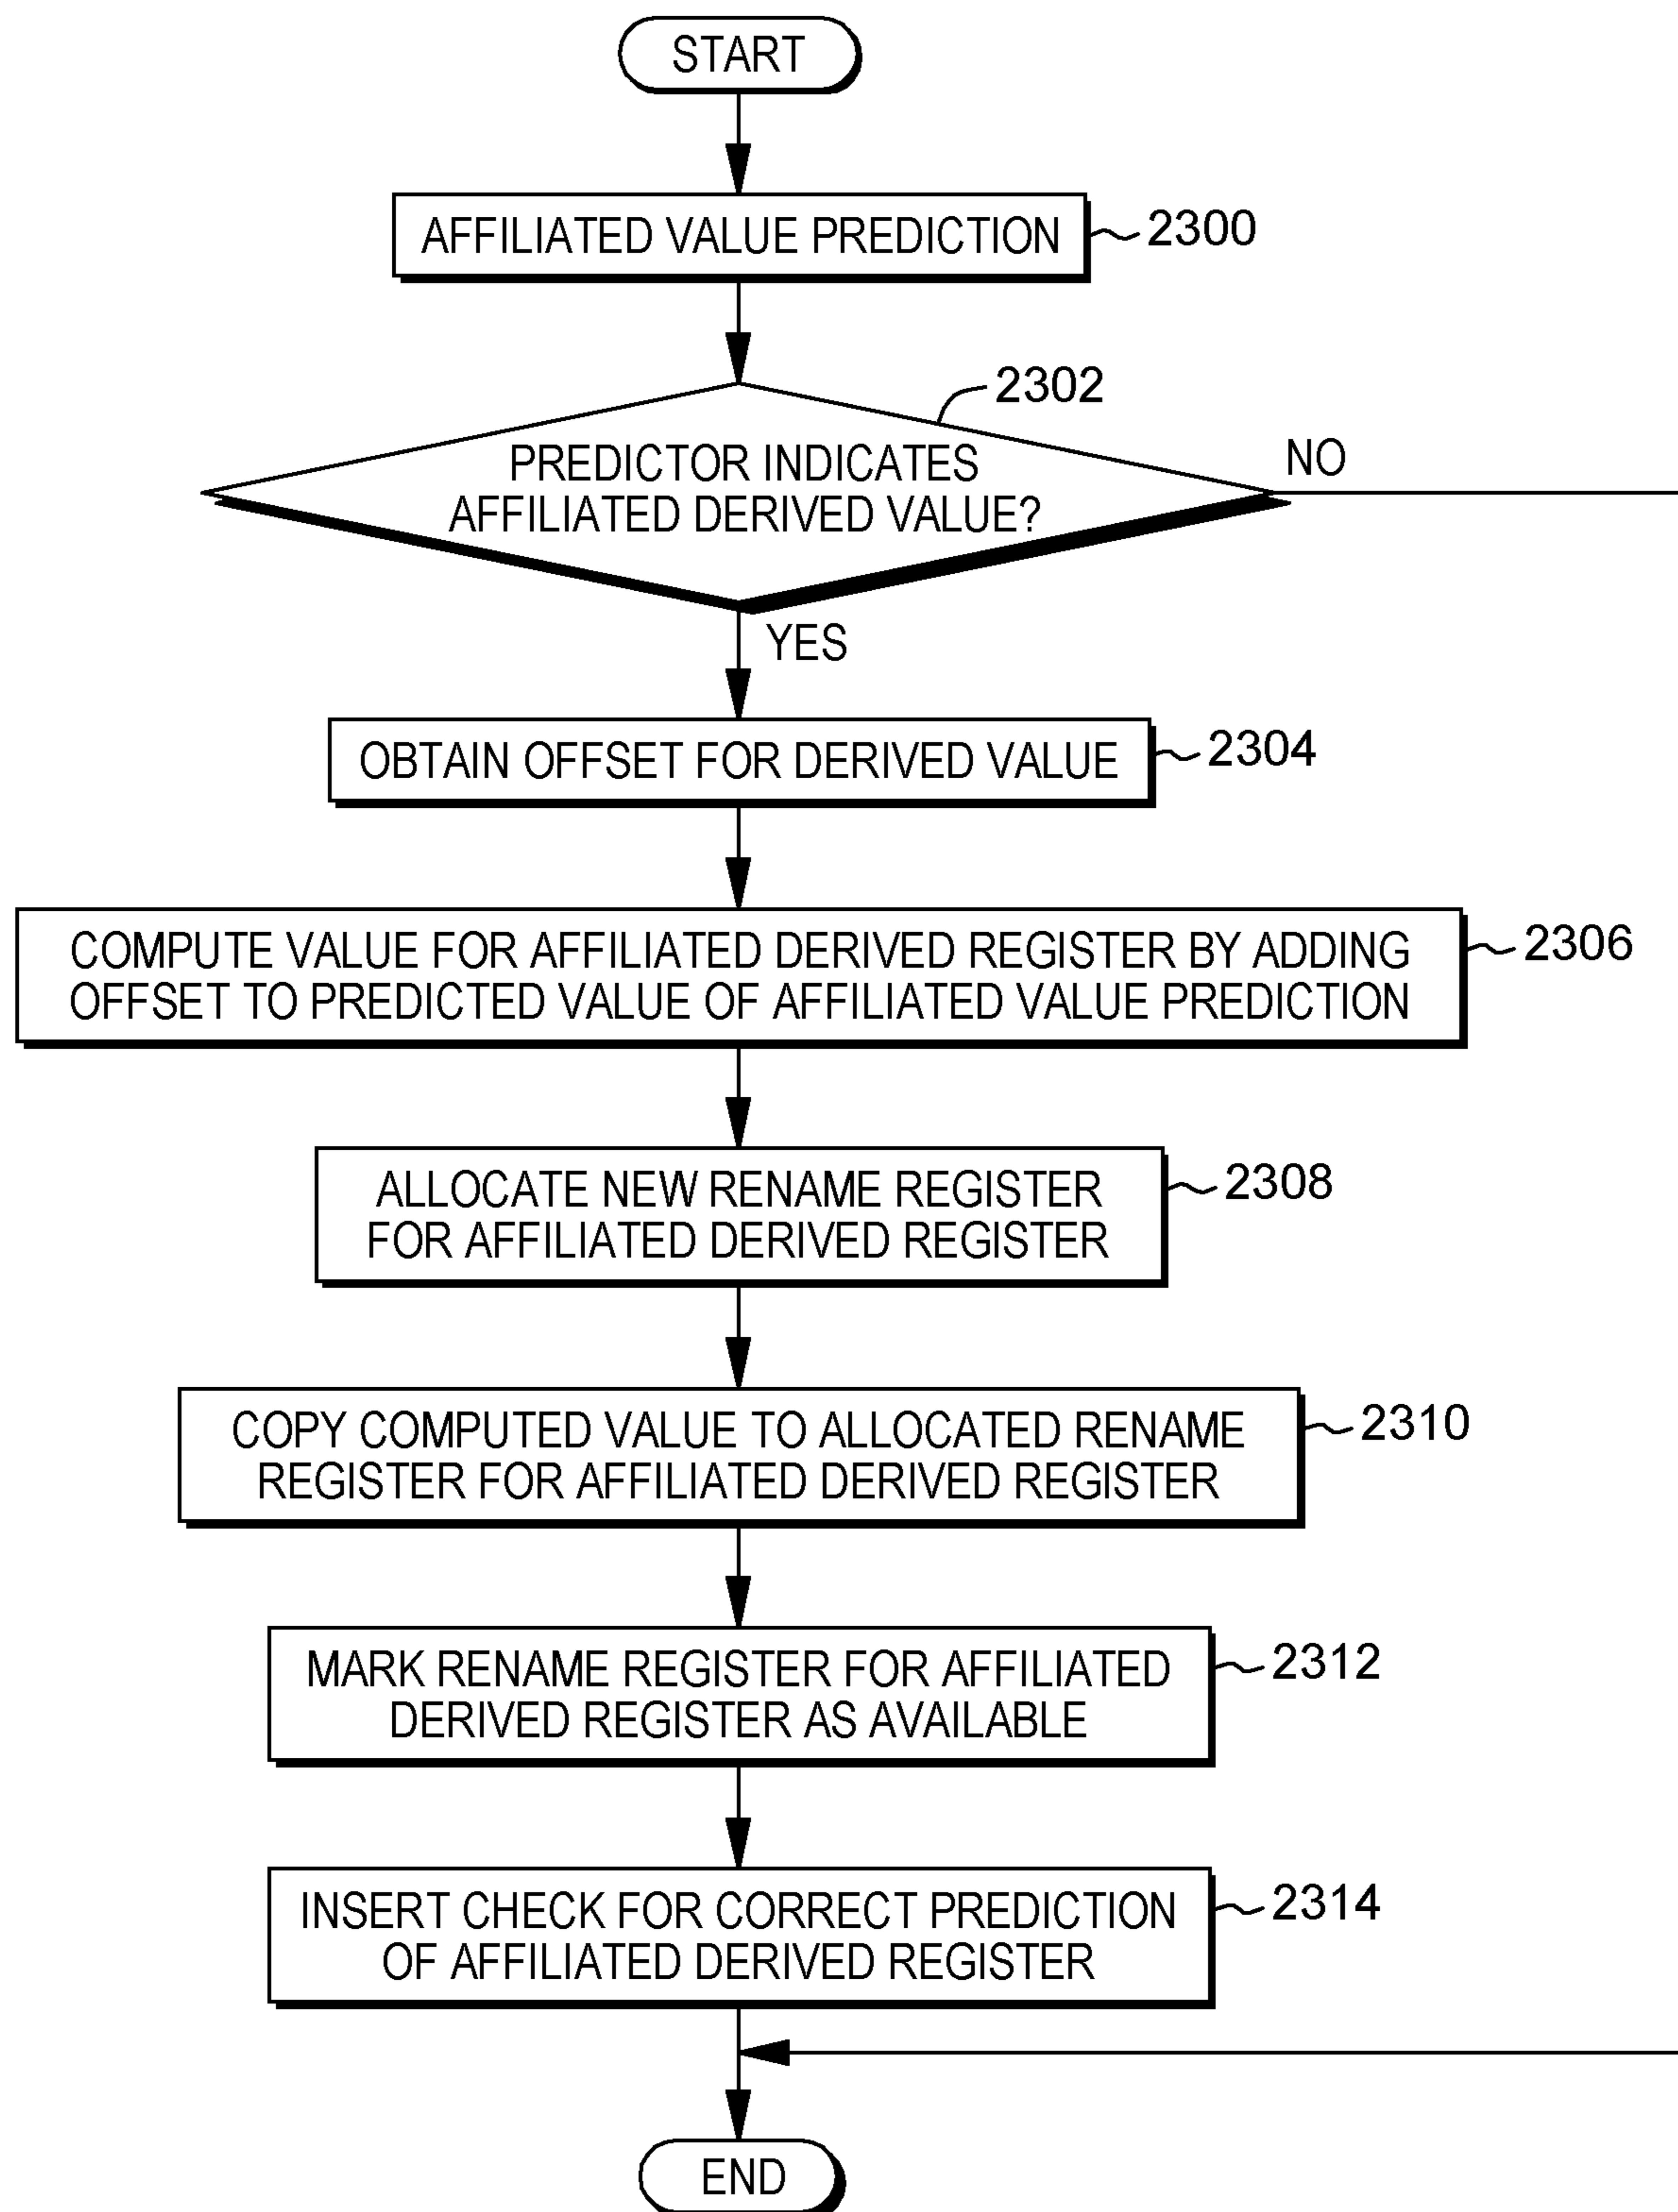 START
AFFILIATED VALUE PREDICTION
2300
2302
PREDICTOR INDICATES
AFFILIATED DERIVED VALUE?
NO
YES
OBTAIN OFFSET FOR DERIVED VALUE
2304
COMPUTE VALUE FOR AFFILIATED DERIVED REGISTER BY ADDING
OFFSET TO PREDICTED VALUE OF AFFILIATED VALUE PREDICTION
2306
ALLOCATE NEW RENAME REGISTER
FOR AFFILIATED DERIVED REGISTER
2308
COPY COMPUTED VALUE TO ALLOCATED RENAME
REGISTER FOR AFFILIATED DERIVED REGISTER
2310
MARK RENAME REGISTER FOR AFFILIATED
DERIVED REGISTER AS AVAILABLE
2312
INSERT CHECK FOR CORRECT PREDICTION
OF AFFILIATED DERIVED REGISTER
2314
END